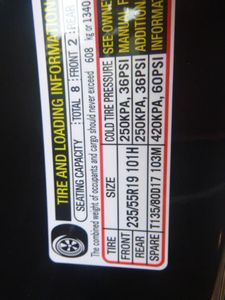 TIRE AND LOADING INFORMATION
SEATING CAPACITY TOTAL 8 FRONT 2 REAR
The combined weight of occupants and cargo should never exceed 608 kg or 1340
TIRE SIZE COLD TIRE PRESSURE SEE OWNER
FRONT 235/55R19 101H 250KPA, 36PSI MANUAL F
REAR 235/55R19 101H 250KPA, 36PSI
SPARE T135/80D17 103M 420KPA, 60PSI